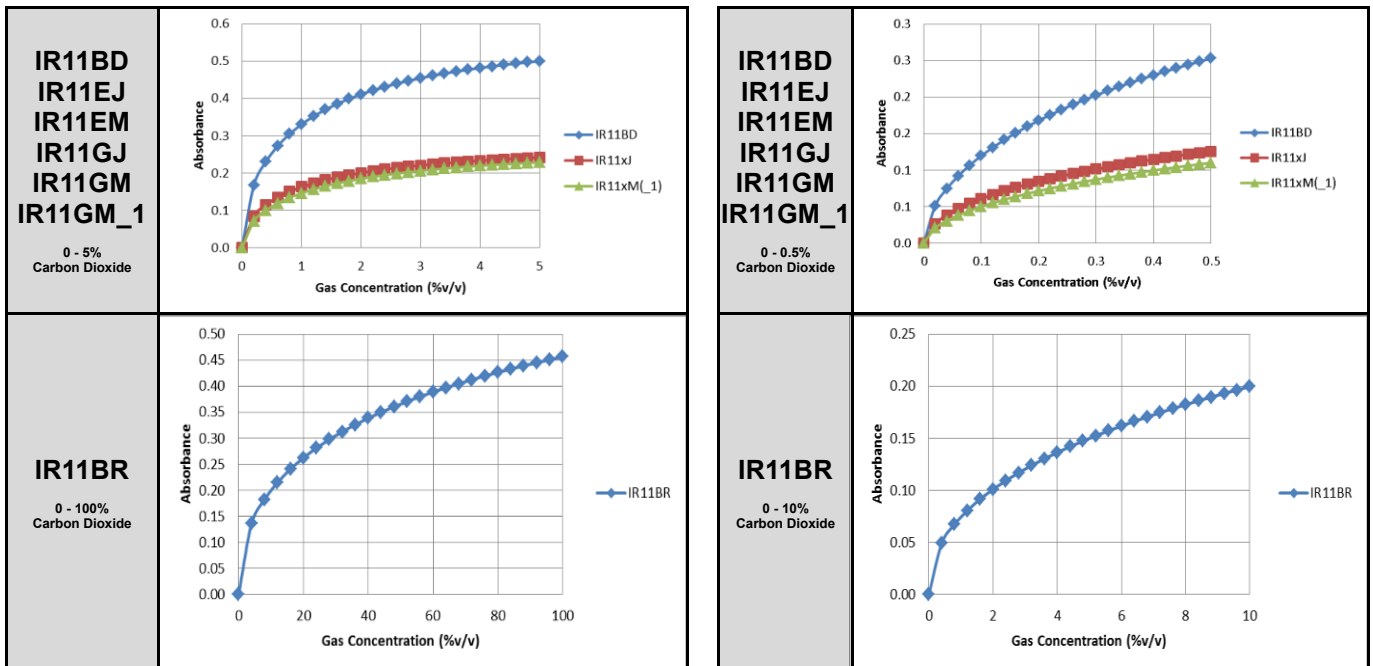 IR11BD
IR11EJ
IR11EM
IR11GJ
IR11GM
IR11GM_1
0 - 5%
Carbon Dioxide
Absorbance
0.6
0.5
0.4
0.3
0.2
0.1
0.0
0 1 2 3 4 5
Gas Concentration (%v/v)
IR11BD
IR11xJ
IR11xM(_1)
IR11BD
IR11EJ
IR11EM
IR11GJ
IR11GM
IR11GM_1
0 - 0.5%
Carbon Dioxide
Absorbance
0.3
0.3
0.2
0.2
0.1
0.1
0.0
0 0.1 0.2 0.3 0.4 0.5
Gas Concentration (%v/v)
IR11BD
IR11xJ
IR11xM(_1)
IR11BR
0 - 100%
Carbon Dioxide
Absorbance
0.50
0.45
0.40
0.35
0.30
0.25
0.20
0.15
0.10
0.05
0.00
0 20 40 60 80 100
Gas Concentration (%v/v)
IR11BR
IR11BR
0 - 10%
Carbon Dioxide
Absorbance
0.25
0.20
0.15
0.10
0.05
0.00
0 2 4 6 8 10
Gas Concentration (%v/v)
IR11BR